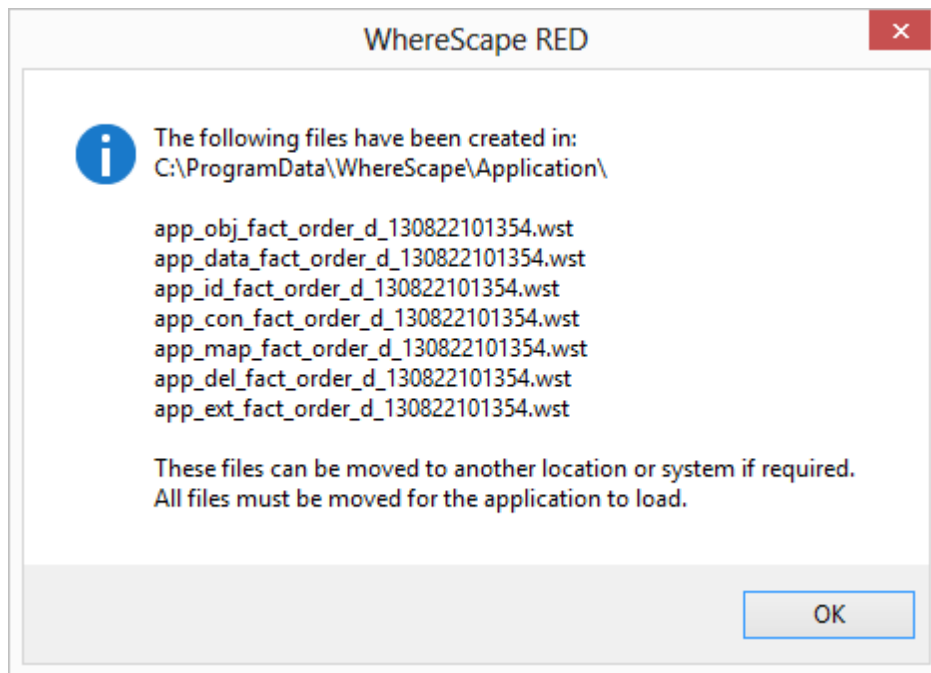 WhereScape RED
The following files have been created in:
C:\ProgramData\WhereScape\Application\
app_obj_fact_order_d_130822101354.wst
app_data_fact_order_d_130822101354.wst
app_id_fact_order_d_130822101354.wst
app_con_fact_order_d_130822101354.wst
app_map_fact_order_d_130822101354.wst
app_del_fact_order_d_130822101354.wst
app_ext_fact_order_d_130822101354.wst
These files can be moved to another location or system if required.
All files must be moved for the application to load.
OK